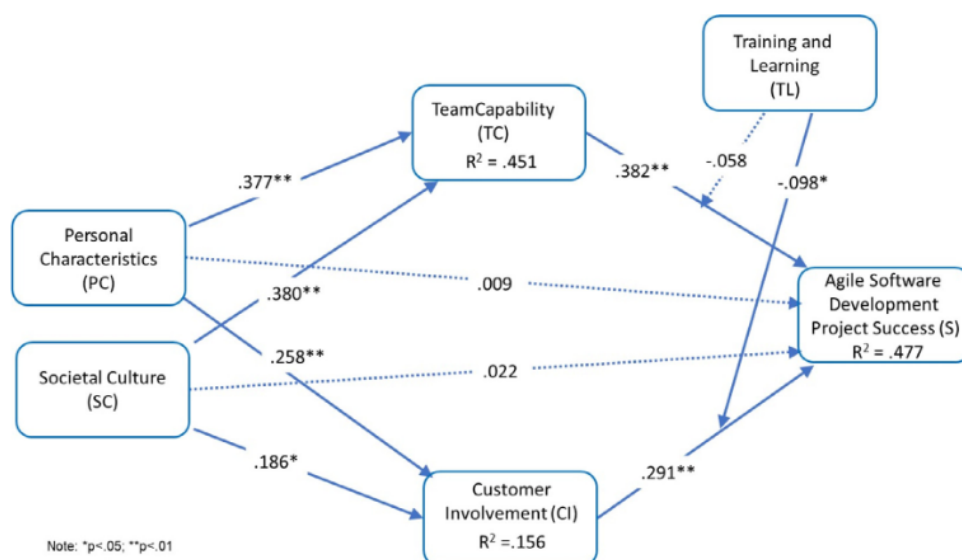 Training and
Learning
(TL)
TeamCapability
(TC)
R² = .451
-.058
.382**
-.098*
.377**
Personal
Characteristics
(PC)
.009
.380**
Agile Software
Development
Project Success (S)
R² = .477
.258**
Societal Culture
(SC)
.022
.186*
.291**
Customer
Involvement (CI)
R² =.156
Note: *p<.05; **p<.01